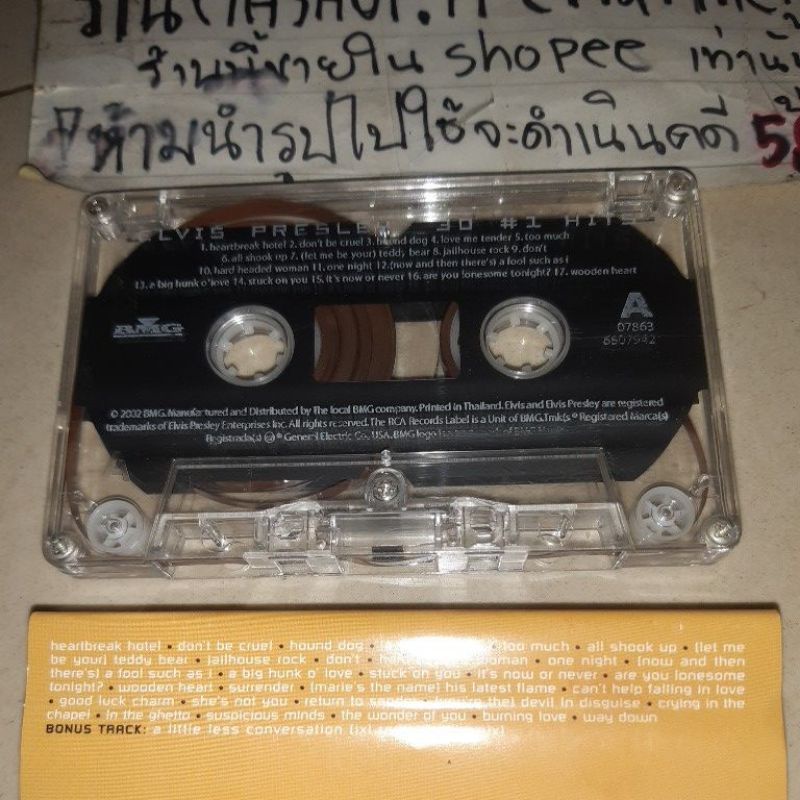 ร้านนี้ขายใน shopee เท่านั้น
ห้ามนำรูปไปใช้จะดำเนินคดี
ELVIS PRESLEY 30 #1 HITS
1. heartbreak hotel 2. don't be cruel 3. hound dog 4. love me tender 5. too much
6. all shook up 7. (let me be your) teddy bear 8. jailhouse rock 9. don't
10. hard headed woman 11. one night 12.(now and then there's) a fool such as i
13. a big hunk o' love 14. stuck on you 15. it's now or never 16. are you lonesome tonight? 17. wooden heart
A
BMG
07863
6507942
© 2002 BMG. Manufactured and Distributed by The local BMG company. Printed in Thailand. Elvis and Elvis Presley are registered
trademarks of Elvis Presley Enterprises Inc. All rights reserved. The RCA Records Label is a Unit of BMG.Tmk(s ® Registered Marca(s)
Registrada(s) ® General Electric Co., USA. BMG logo is
heartbreak hotel • don't be cruel • hound dog • too much • all shook up • (let me
be your) teddy bear • jailhouse rock • don't • woman • one night • (now and then
there's) a fool such as i • a big hunk o' love • stuck on you • it's now or never • are you lonesome
tonight? • wooden heart • surrender • (marie's the name) his latest flame • can't help falling in love
• good luck charm • she's not you • return to sender • the) devil in disguise • crying in the
chapel • in the ghetto • suspicious minds • the wonder of you • burning love • way down
BONUS TRACK: a little less conversation (jxl